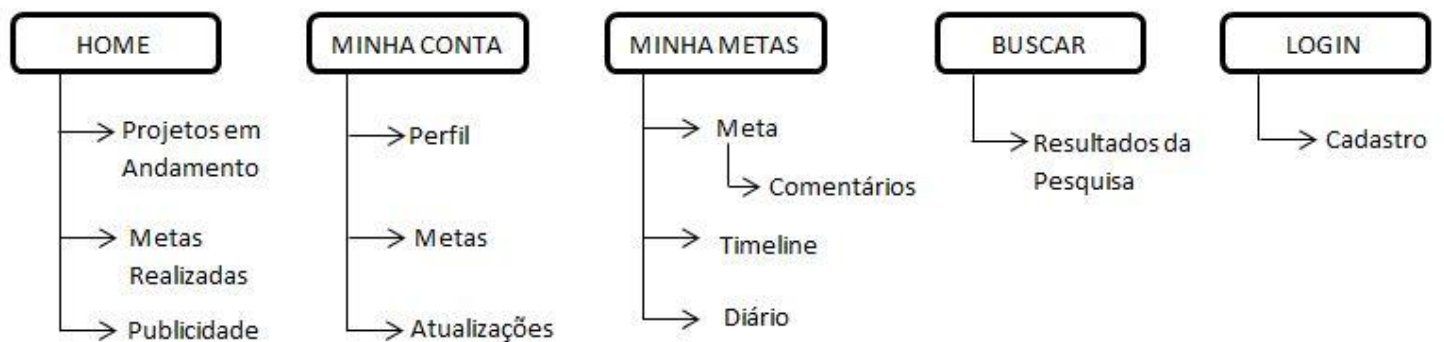 HOME
Projetos em
Andamento
Metas
Realizadas
Publicidade
MINHA CONTA
Perfil
Metas
Atualizações
MINHA METAS
Meta
Comentários
Timeline
Diário
BUSCAR
Resultados da
Pesquisa
LOGIN
Cadastro